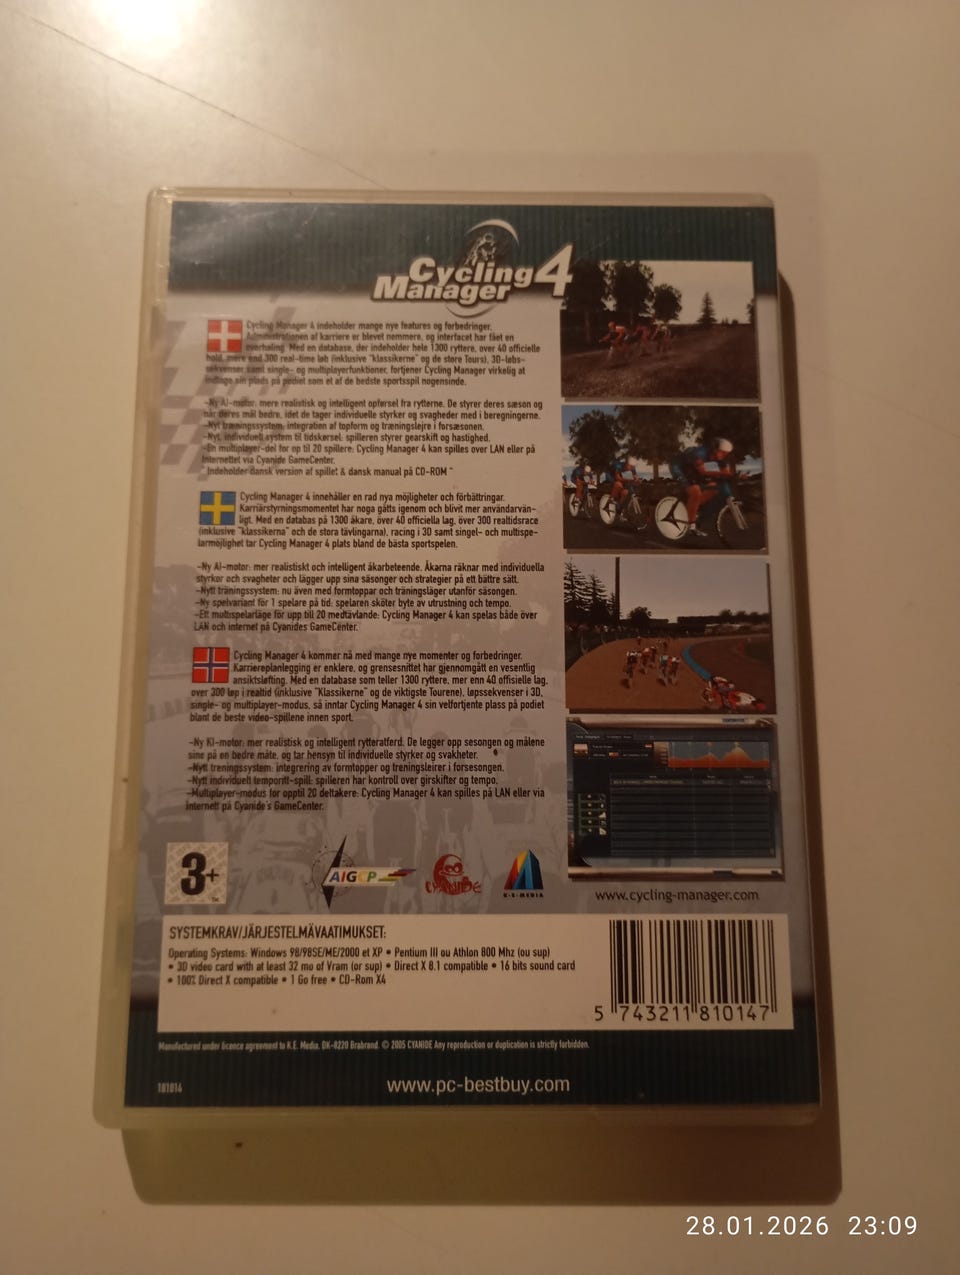 Cycling
Manager 4
Cycling Manager 4 indeholder mange nye features og forbedringer.
Administrationen af karriere er blevet nemmere, og interfacet har fået en
overhaling. Med en database, der indeholder hele 1300 ryttere, over 40 officielle
hold, mere end 300 real-time løb (inklusive "klassikerne" og de store Tours), 3D-løbs-
sekvenser samt single- og multiplayerfunktioner, fortjener Cycling Manager virkelig at
indtage sin plads på podiet som et af de bedste sportsspil nogensinde.
-Ny AI-motor: mere realistisk og intelligent opførsel fra rytterne. De styrer deres sæson og
når deres mål bedre, idet de tager individuelle styrker og svagheder med i beregningerne.
-Nyt træningssystem: integration af topform og træningslejre i forsæsonen.
-Nyt, individuelt system til tidskørsel: spilleren styrer gearskift og hastighed.
-En multiplayer-del for op til 20 spillere: Cycling Manager 4 kan spilles over LAN eller på
Internettet via Cyanide GameCenter.
"Indeholder dansk version af spillet & dansk manual på CD-ROM "
Cycling Manager 4 innehåller en rad nya möjligheter och förbättringar.
Karriärstyrningsmomentet har noga gåtts igenom och blivit mer användarvän-
ligt. Med en databas på 1300 åkare, över 40 officiella lag, över 300 realtidsrace
(inklusive "klassikerna" och de stora tävlingarna), racing i 3D samt singel- och multispe-
larmöjlighet tar Cycling Manager 4 plats bland de bästa sportspelen.
-Ny AI-motor: mer realistiskt och intelligent åkarbeteende. Åkarna räknar med individuella
styrkor och svagheter och lägger upp sina säsonger och strategier på ett bättre sätt.
-Nytt träningssystem: nu även med formtoppar och träningsläger utanför säsongen.
-Ny spelvariant för 1 spelare på tid: spelaren sköter byte av utrustning och tempo.
-Ett multispelarläge för upp till 20 medtävlande: Cycling Manager 4 kan spelas både över
LAN och internet på Cyanides GameCenter.
Cycling Manager 4 kommer nå med mange nye momenter og forbedringer.
Karriereplanlegging er enklere, og grensesnittet har gjennomgått en vesentlig
ansiktsløfting. Med en database som teller 1300 ryttere, mer enn 40 offisielle lag,
over 300 løp i realtid (inklusive "Klassikerne" og de viktigste Tourene), løpssekvenser i 3D,
single- og multiplayer-modus, så inntar Cycling Manager 4 sin velfortjente plass på podiet
blant de beste video-spillene innen sport.
-Ny KI-motor: mer realistisk og intelligent rytteratferd. De legger opp sesongen og målene
sine på en bedre måte, og tar hensyn til individuelle styrker og svakheter.
-Nytt treningssystem: integrering av formtopper og treningsleirer i forsesongen.
-Nytt individuelt temporitt-spill: spilleren har kontroll over girskifter og tempo.
-Multiplayer-modus for opptil 20 deltakere: Cycling Manager 4 kan spilles på LAN eller via
Internett på Cyanide's GameCenter.
3+
TM
AIGCP
CYANIDE
K·E·MEDIA
www.cycling-manager.com
SYSTEMKRAV/JÄRJESTELMÄVAATIMUKSET:
Operating Systems: Windows 98/98SE/ME/2000 et XP • Pentium III ou Athlon 800 Mhz (ou sup)
• 3D video card with at least 32 mo of Vram (or sup) • Direct X 8.1 compatible • 16 bits sound card
• 100% Direct X compatible • 1 Go free • CD-Rom X4
5 743211 810147
Manufactured under licence agreement to K.E. Media. DK-8220 Brabrand. © 2005 CYANIDE Any reproduction or duplication is strictly forbidden.
181014
www.pc-bestbuy.com
28.01.2026 23:09